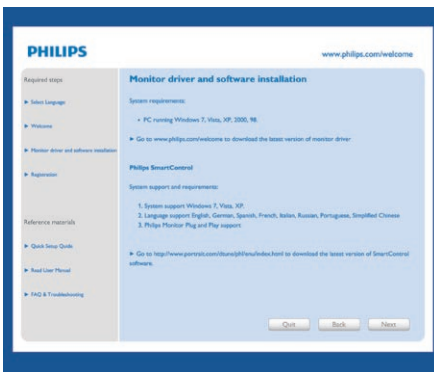 PHILIPS
www.philips.com/welcome
Required steps
Select Language
Welcome
Monitor driver and software installation
Registration
Reference materials
Quick Setup Guide
Read User Manual
FAQ & Troubleshooting
Monitor driver and software installation
System requirements:
• PC running Windows 7, Vista, XP, 2000, 98
Go to www.philips.com/welcome to download the latest version of monitor driver
Philips SmartControl
System support and requirements:
1. System support Windows 7, Vista, XP.
2. Language support English, German, Spanish, French, Italian, Russian, Portuguese, Simplified Chinese
3. Philips Monitor Plug and Play support
Go to http://www.portrait.com/dtune/phl/enu/index.html to download the latest version of SmartControl
software.
Quit
Back
Next